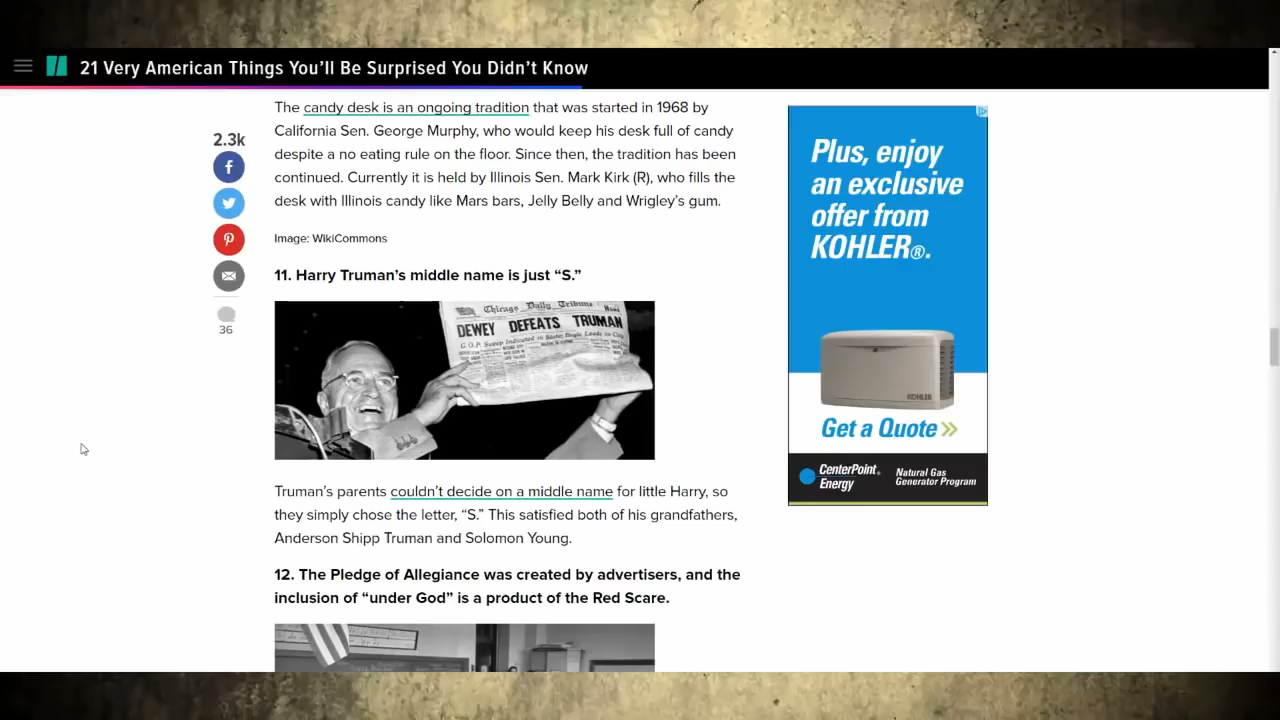 21 Very American Things You'll Be Surprised You Didn't Know
2.3k
36
The candy desk is an ongoing tradition that was started in 1968 by
California Sen. George Murphy, who would keep his desk full of candy
despite a no eating rule on the floor. Since then, the tradition has been
continued. Currently it is held by Illinois Sen. Mark Kirk (R), who fills the
desk with Illinois candy like Mars bars, Jelly Belly and Wrigley's gum.
Image: WikiCommons
11. Harry Truman's middle name is just “S.”
Chicago Daily Tribune
DEWEY DEFEATS TRUMAN
Truman's parents couldn't decide on a middle name for little Harry, so
they simply chose the letter, “S.” This satisfied both of his grandfathers,
Anderson Shipp Truman and Solomon Young.
12. The Pledge of Allegiance was created by advertisers, and the
inclusion of “under God” is a product of the Red Scare.
Plus, enjoy
an exclusive
offer from
KOHLER®.
KOHLER
Get a Quote
CenterPoint®
Energy
Natural Gas
Generator Program